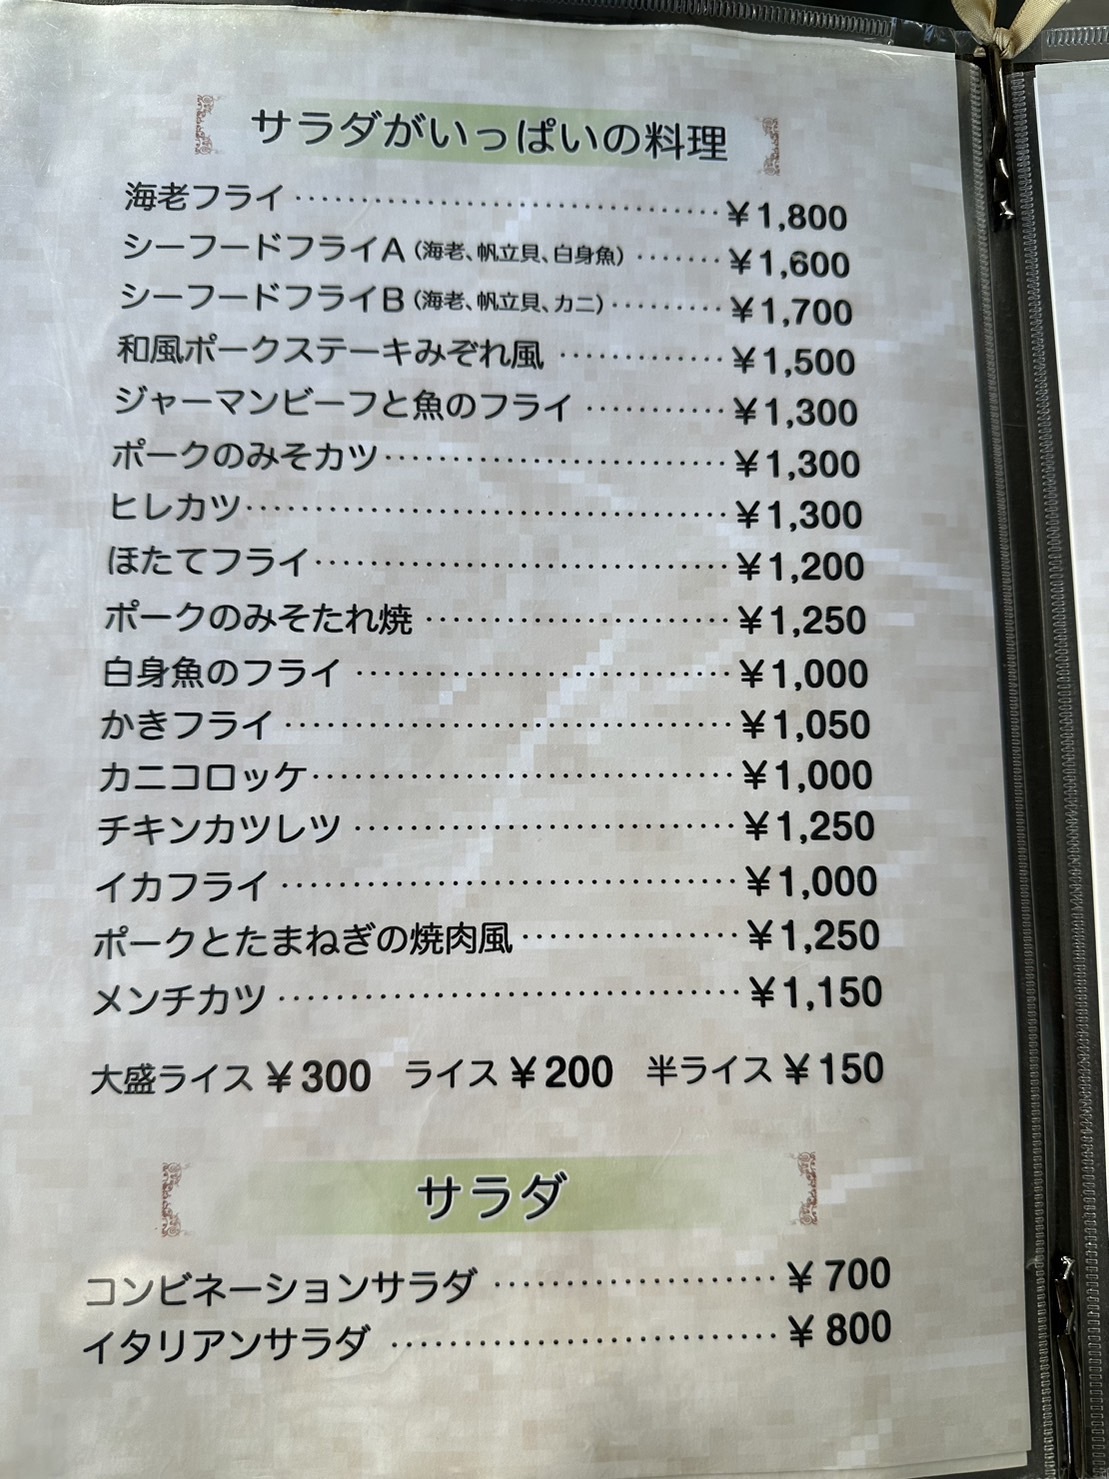 サラダがいっぱいの料理
海老フライ ¥1,800
シーフードフライA（海老、帆立貝、白身魚） ¥1,600
シーフードフライB（海老、帆立貝、カニ） ¥1,700
和風ポークステーキみぞれ風 ¥1,500
ジャーマンビーフと魚のフライ ¥1,300
ポークのみそカツ ¥1,300
ヒレカツ ¥1,300
ほたてフライ ¥1,200
ポークのみそたれ焼 ¥1,250
白身魚のフライ ¥1,000
かきフライ ¥1,050
カニコロッケ ¥1,000
チキンカツレツ ¥1,250
イカフライ ¥1,000
ポークとたまねぎの焼肉風 ¥1,250
メンチカツ ¥1,150
大盛ライス ¥300 ライス ¥200 半ライス ¥150
サラダ
コンビネーションサラダ ¥700
イタリアンサラダ ¥800